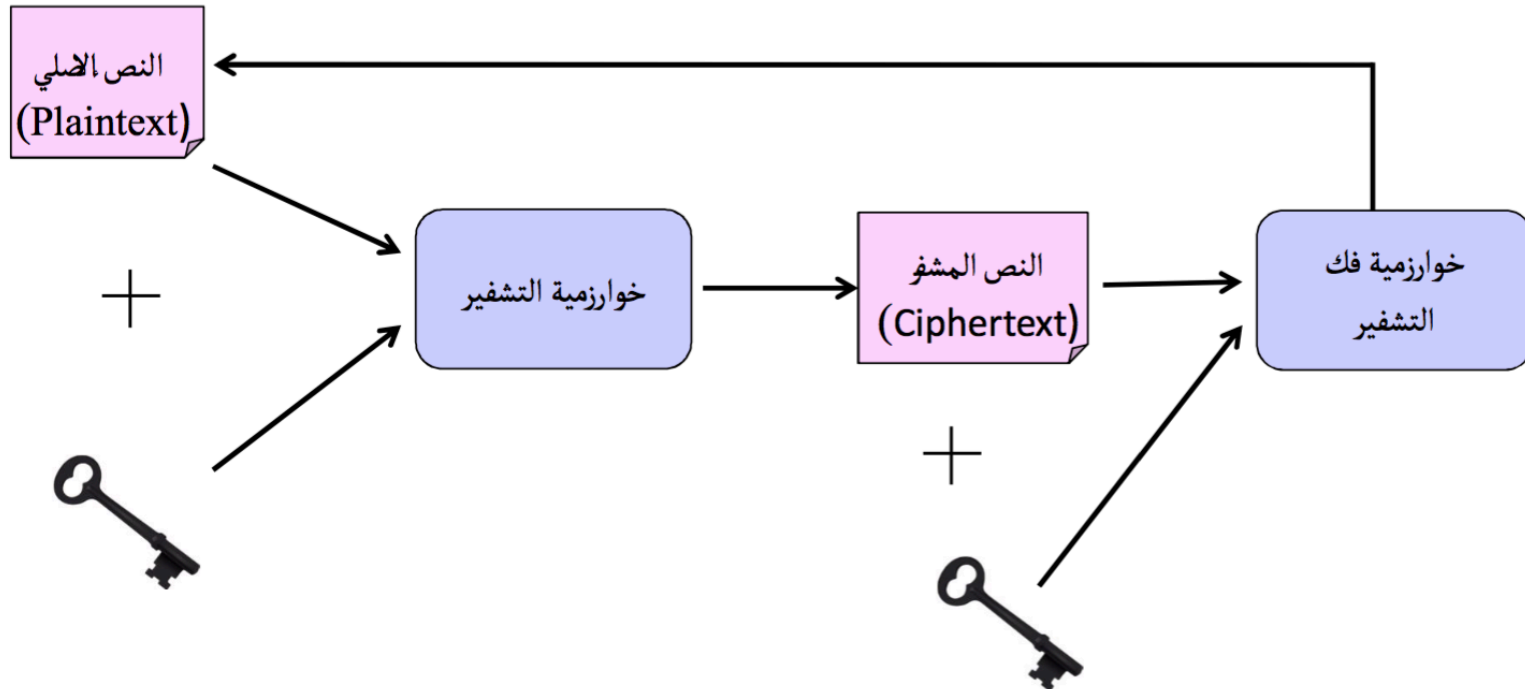 النص الاصلي
(Plaintext)
خوارزمية التشفير
النص المشفر
(Ciphertext)
خوارزمية فك
التشفير